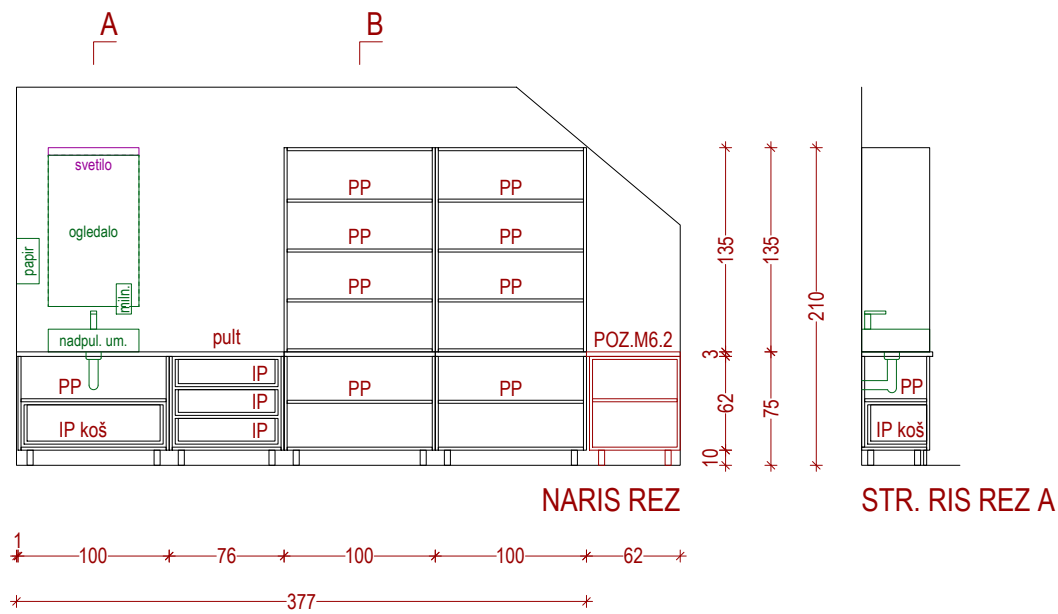 A B
svetilo
PP PP
ogledalo
PP PP
papir
PP PP
miln.
nadpul. um.
pult
POZ.M6.2
PP
IP
IP
IP
IP koš
PP PP
135
3
62
10
135
75
210
PP
IP koš
NARIS REZ
STR. RIS REZ A
1 100 76 100 100 62
377